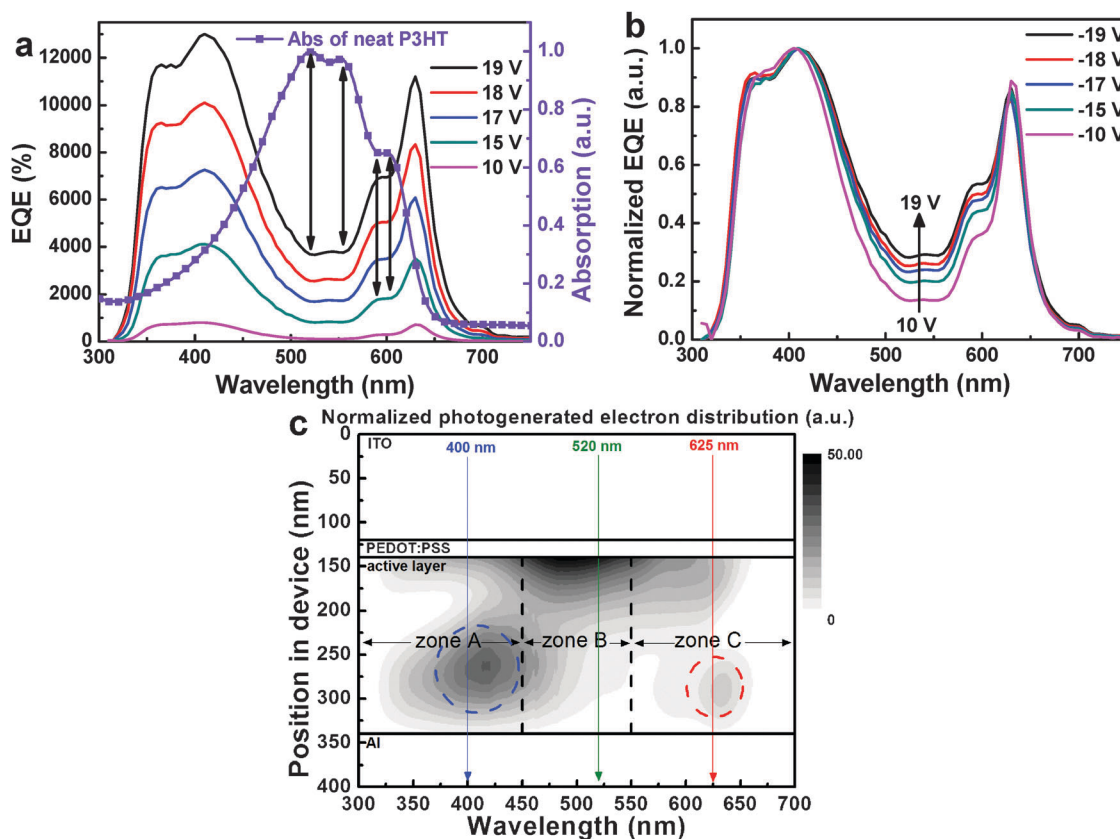 a
Abs of neat P3HT
19 V
18 V
17 V
15 V
10 V
EQE (%)
12000
10000
8000
6000
4000
2000
0
Absorption (a.u.)
1.0
0.8
0.6
0.4
0.2
0.0
300 400 500 600 700
Wavelength (nm)
b
-19 V
-18 V
-17 V
-15 V
-10 V
Normalized EQE (a.u.)
1.0
0.8
0.6
0.4
0.2
0.0
19 V
10 V
300 400 500 600 700
Wavelength (nm)
Normalized photogenerated electron distribution (a.u.)
c
ITO
400 nm
520 nm
625 nm
50.00
0
Position in device (nm)
0
50
100
150
200
250
300
350
400
PEDOT:PSS
active layer
zone A
zone B
zone C
Al
300 350 400 450 500 550 600 650 700
Wavelength (nm)